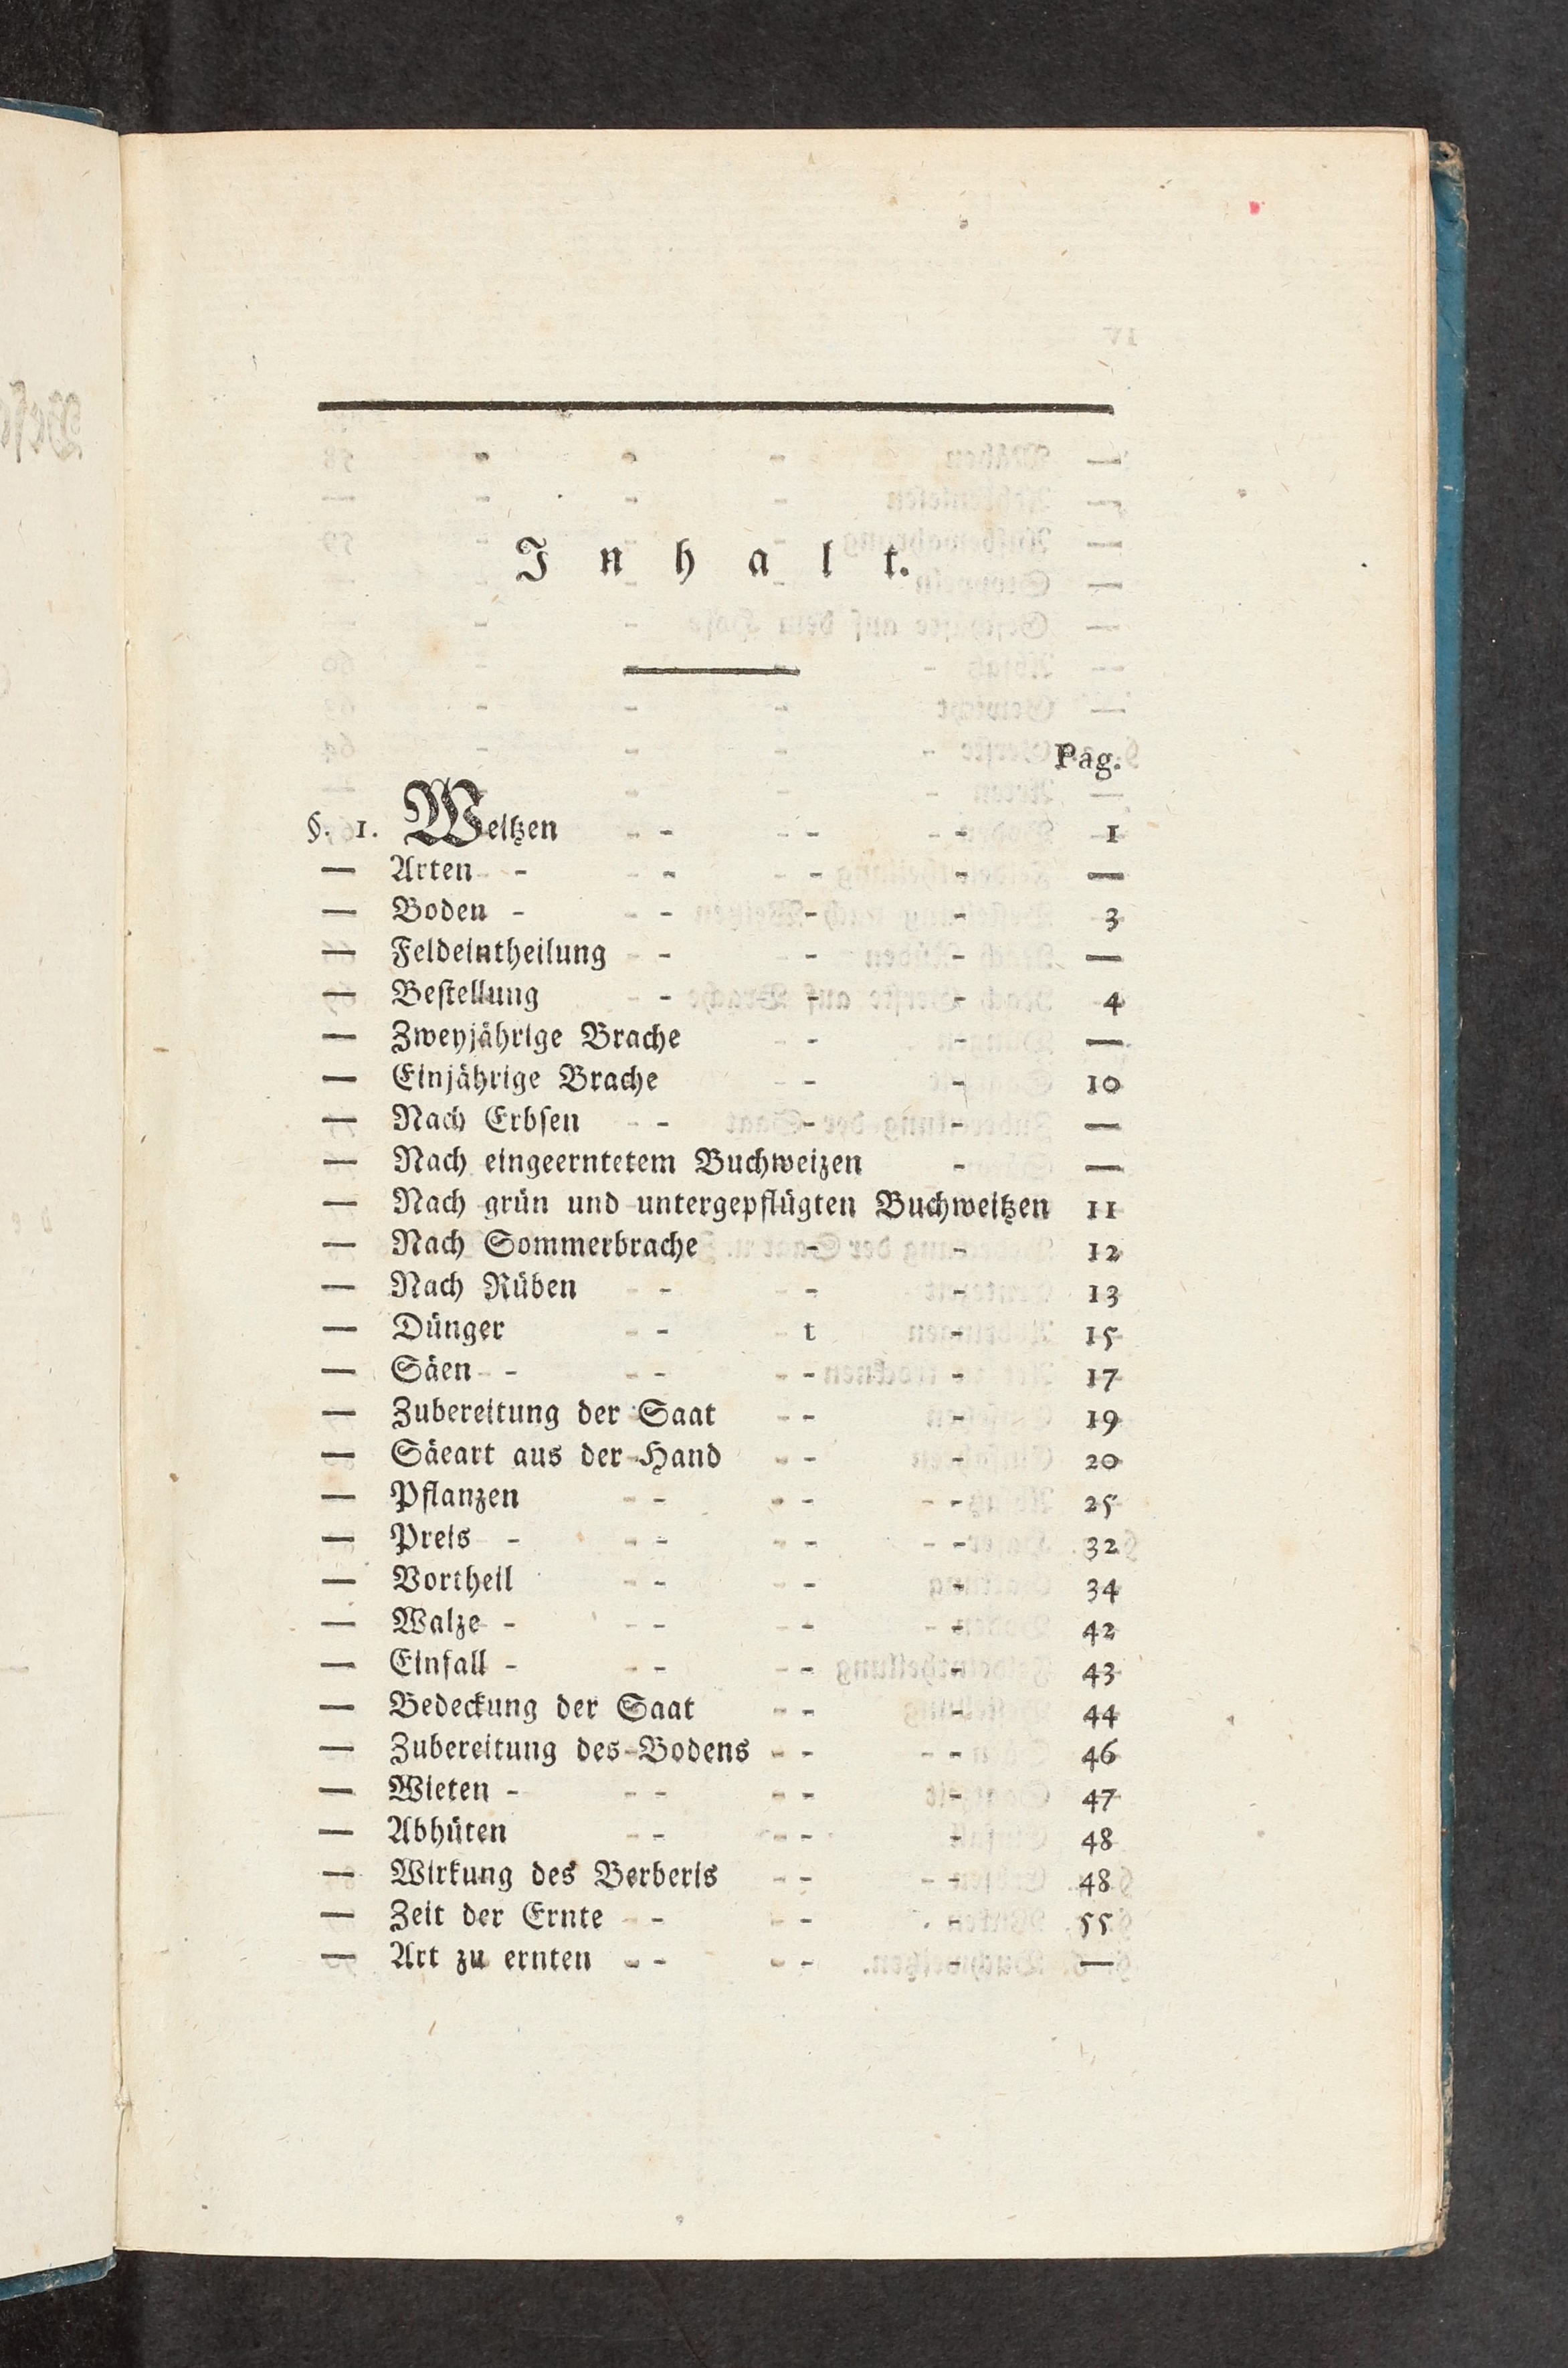 Inhalt.
Pag.
§. 1. Weitzen - - - 1
— Arten - - - - —
— Boden - - - - 3
— Feldeintheilung - - - —
— Bestellung - - - 4
— Zweyjährige Brache - - —
— Einjährige Brache - - 10
— Nach Erbsen - - - —
— Nach eingeerntetem Buchweizen - —
— Nach grün und untergepflügten Buchweitzen 11
— Nach Sommerbrache - - 12
— Nach Rüben - - - 13
— Dünger - t - 15
— Säen - - - - 17
— Zubereitung der Saat - - 19
— Säeart aus der Hand - - 20
— Pflanzen - - - 25
— Preis - - - - 32
— Vortheil - - - 34
— Walze - - - - 42
— Einfall - - - - 43
— Bedeckung der Saat - - 44
— Zubereitung des Bodens - - 46
— Wieten - - - - 47
— Abhüten - - - 48
— Wirkung des Berberis - - 48
— Zeit der Ernte - - - 55
— Art zu ernten - - - —